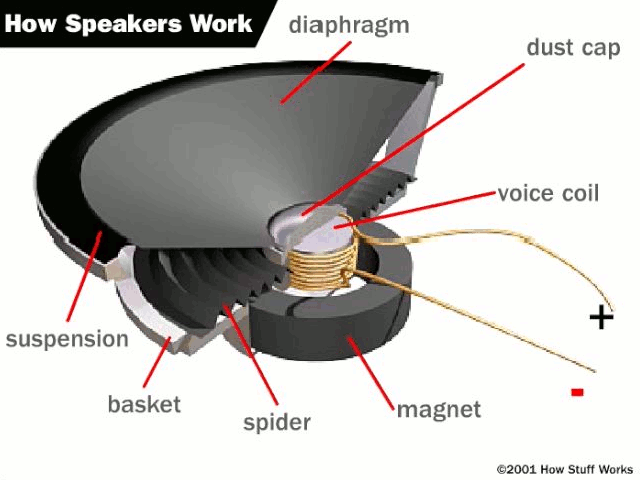 How Speakers Work
diaphragm
dust cap
voice coil
+
-
suspension
basket
spider
magnet
©2001 How Stuff Works